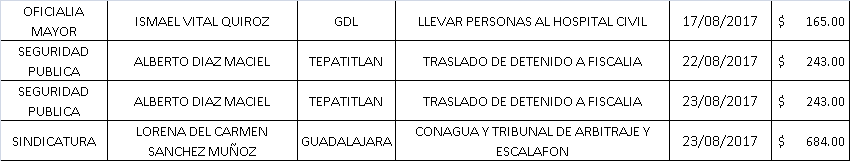 OFICIALIA MAYOR ISMAEL VITAL QUIROZ GDL LLEVAR PERSONAS AL HOSPITAL CIVIL 17/08/2017 $ 165.00
SEGURIDAD PUBLICA ALBERTO DIAZ MACIEL TEPATITLAN TRASLADO DE DETENIDO A FISCALIA 22/08/2017 $ 243.00
SEGURIDAD PUBLICA ALBERTO DIAZ MACIEL TEPATITLAN TRASLADO DE DETENIDO A FISCALIA 23/08/2017 $ 243.00
SINDICATURA LORENA DEL CARMEN SANCHEZ MUÑOZ GUADALAJARA CONAGUA Y TRIBUNAL DE ARBITRAJE Y ESCALAFON 23/08/2017 $ 684.00